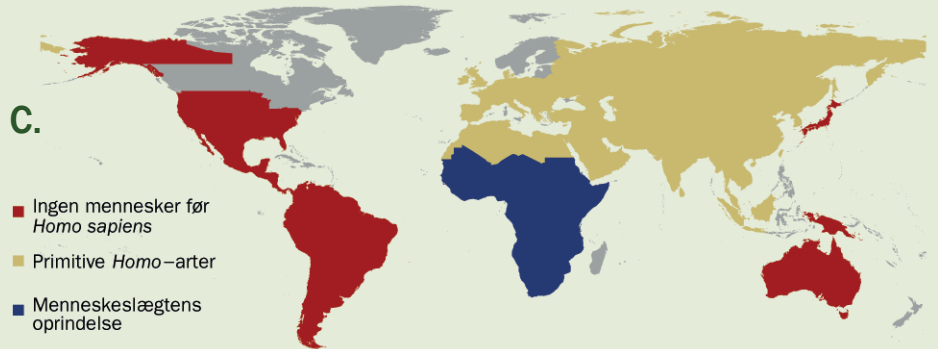 C.
Ingen mennesker før
Homo sapiens
Primitive Homo–arter
Menneskeslægtens
oprindelse